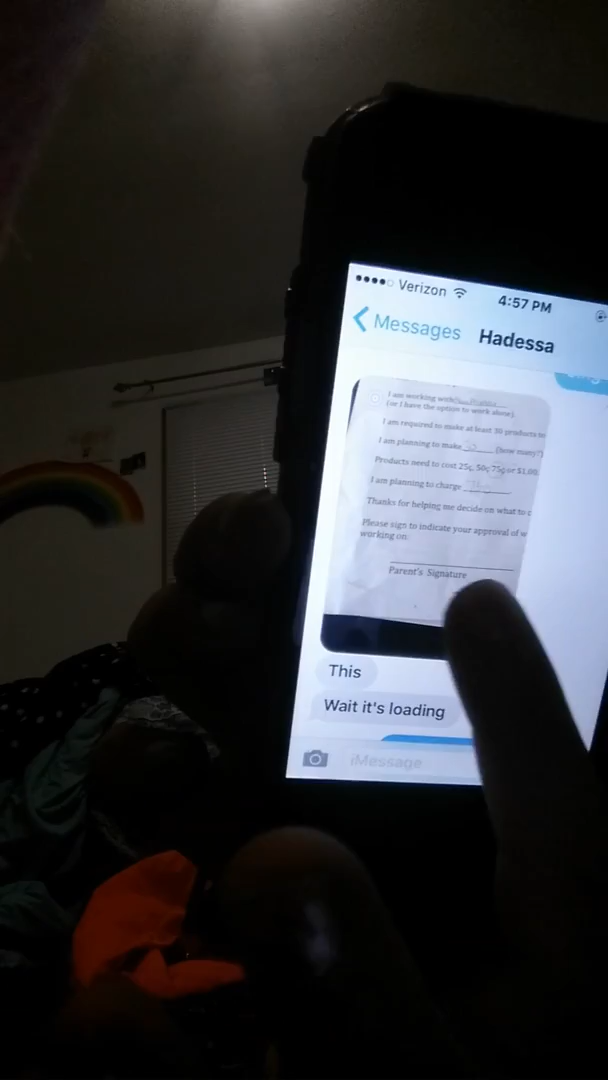 Verizon
4:57 PM
Messages
Hadessa
I am working with
(or I have the option to work alone).
I am required to make at least 30 products to
I am planning to make (how many?)
Products need to cost 25¢, 50¢ 75¢ or $1.00
I am planning to charge
Thanks for helping me decide on what to
Please sign to indicate your approval of
working on:
Parent's Signature
This
Wait it's loading
iMessage